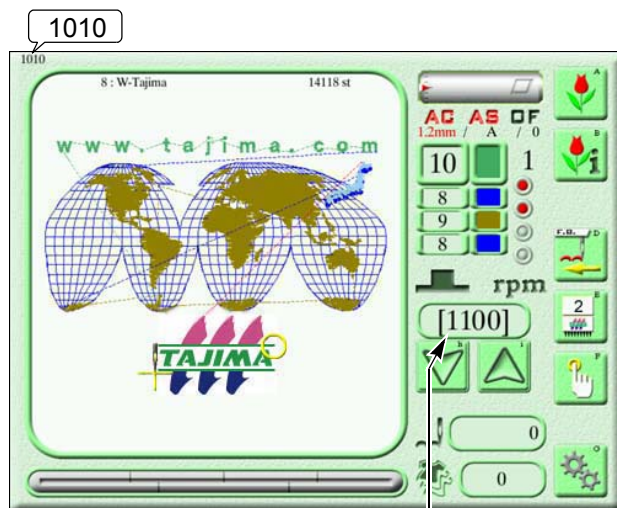 1010
1010
8 : W-Tajima 14118 st
www.tajima.com
TAJIMA
AC AS OF
1.2mm / A / 0
10 1
8
9
8
rpm
[1100]
h i
0
0
A
B
i
F.B. D
E
2
F
O